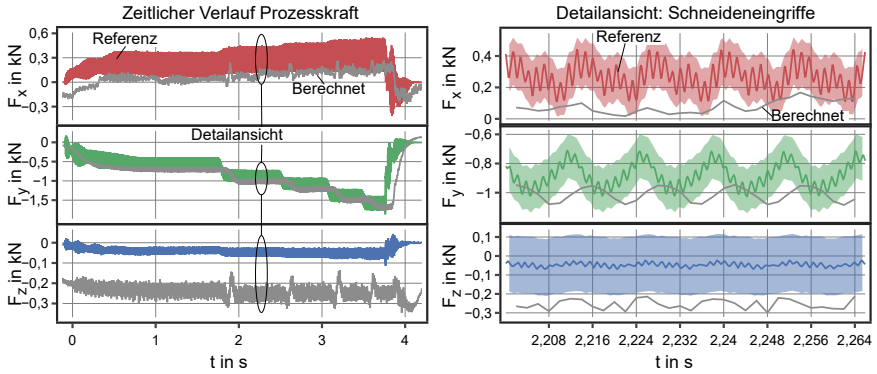 Zeitlicher Verlauf Prozesskraft
Detailansicht: Schneideneingriffe
F_x in kN
0,6
0,3
0
-0,3
Referenz
Berechnet
F_x in kN
0,4
0,2
0
Referenz
Berechnet
F_y in kN
0
-0,5
-1
-1,5
Detailansicht
F_y in kN
-0,6
-0,8
-1
F_z in kN
0
-0,1
-0,2
-0,3
F_z in kN
0,1
0
-0,1
-0,2
-0,3
0 1 2 3 4
2,208 2,216 2,224 2,232 2,24 2,248 2,256 2,264
t in s
t in s